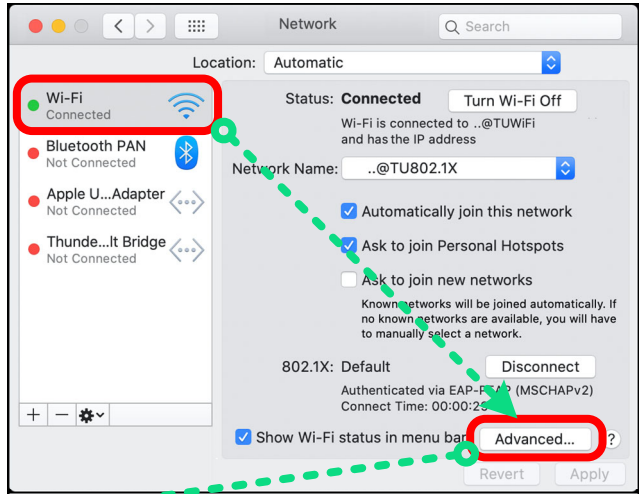 Network
Search
Location: Automatic
Wi-Fi
Connected
Bluetooth PAN
Not Connected
Apple U...Adapter
Not Connected
Thunde...lt Bridge
Not Connected
Status: Connected
Turn Wi-Fi Off
Wi-Fi is connected to ..@TUWiFi
and has the IP address
Network Name: ..@TU802.1X
Automatically join this network
Ask to join Personal Hotspots
Ask to join new networks
Known networks will be joined automatically. If
no known networks are available, you will have
to manually select a network.
802.1X: Default
Disconnect
Authenticated via EAP-PEAP (MSCHAPv2)
Connect Time: 00:00:
Show Wi-Fi status in menu bar
Advanced...
?
Revert
Apply